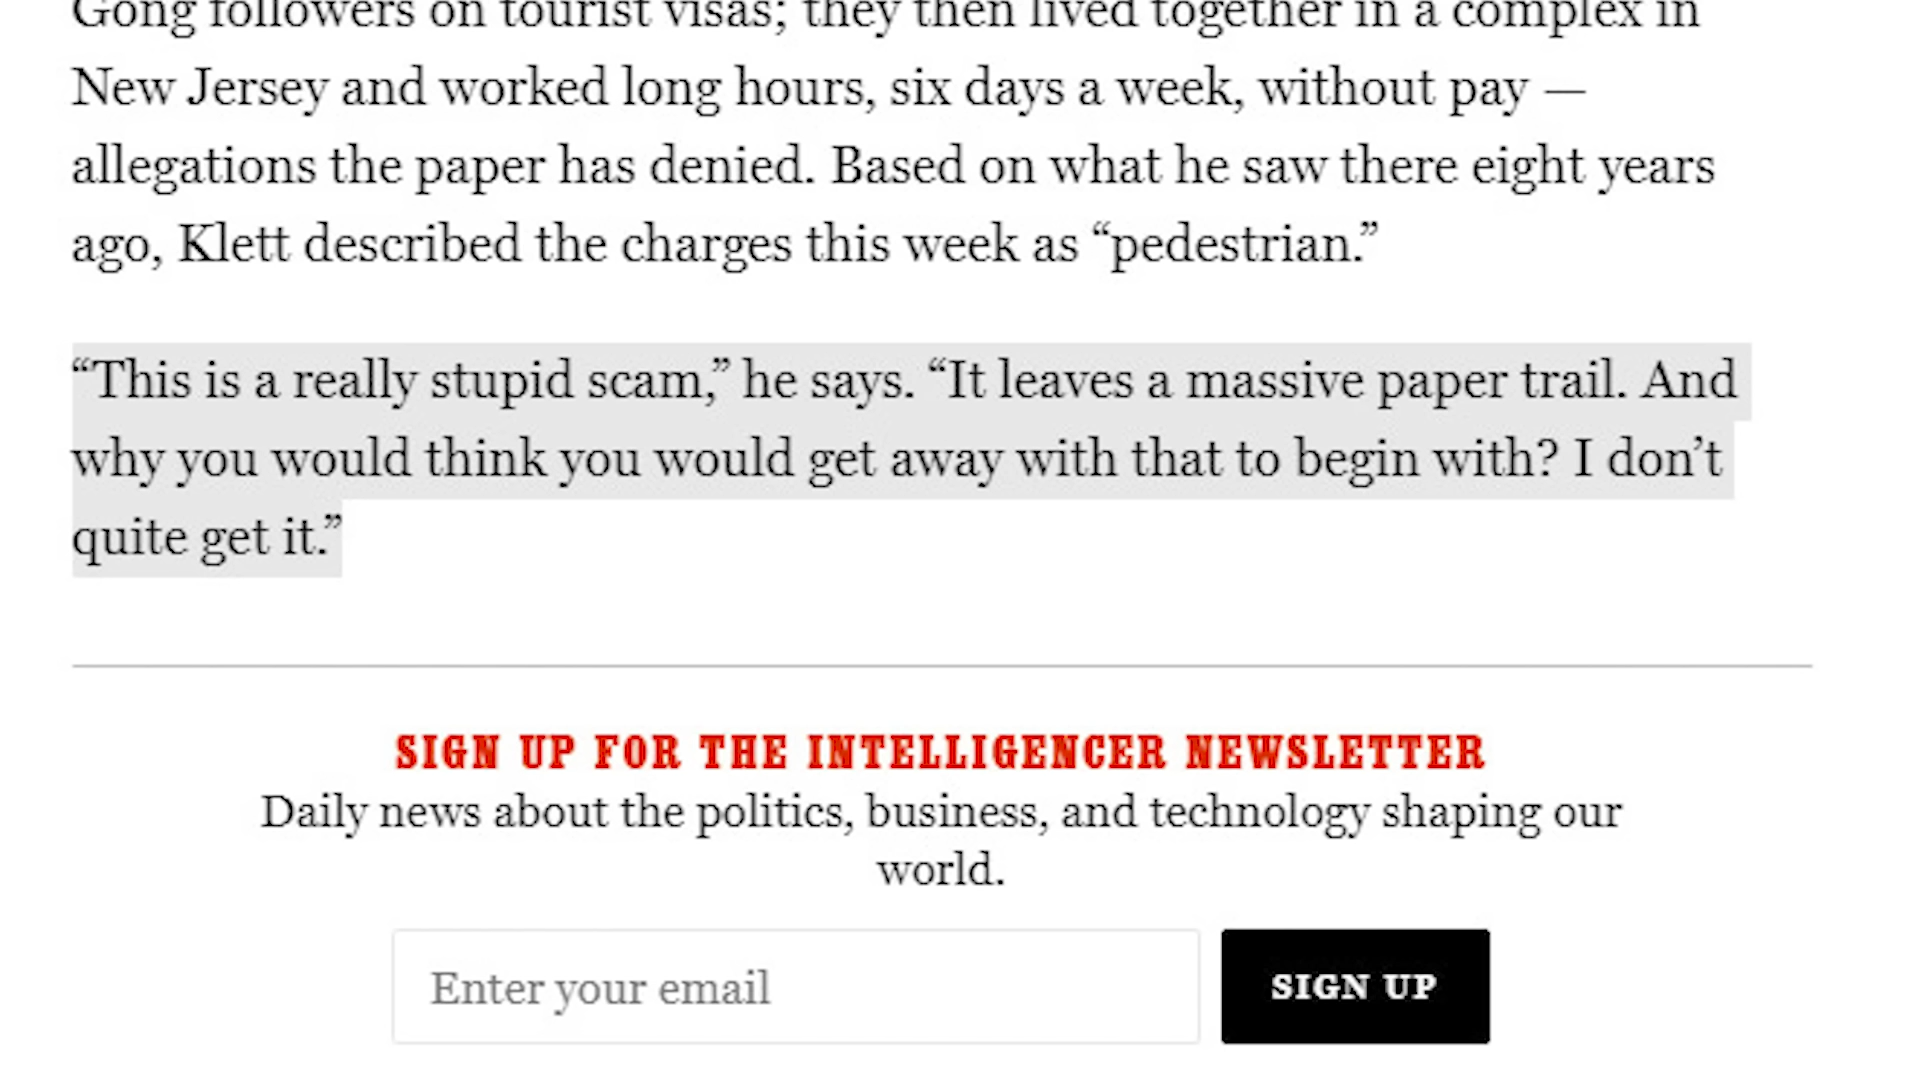 Gong followers on tourist visas; they then lived together in a complex in
New Jersey and worked long hours, six days a week, without pay —
allegations the paper has denied. Based on what he saw there eight years
ago, Klett described the charges this week as “pedestrian.”
“This is a really stupid scam,” he says. “It leaves a massive paper trail. And
why you would think you would get away with that to begin with? I don’t
quite get it.”
SIGN UP FOR THE INTELLIGENCER NEWSLETTER
Daily news about the politics, business, and technology shaping our
world.
Enter your email
SIGN UP